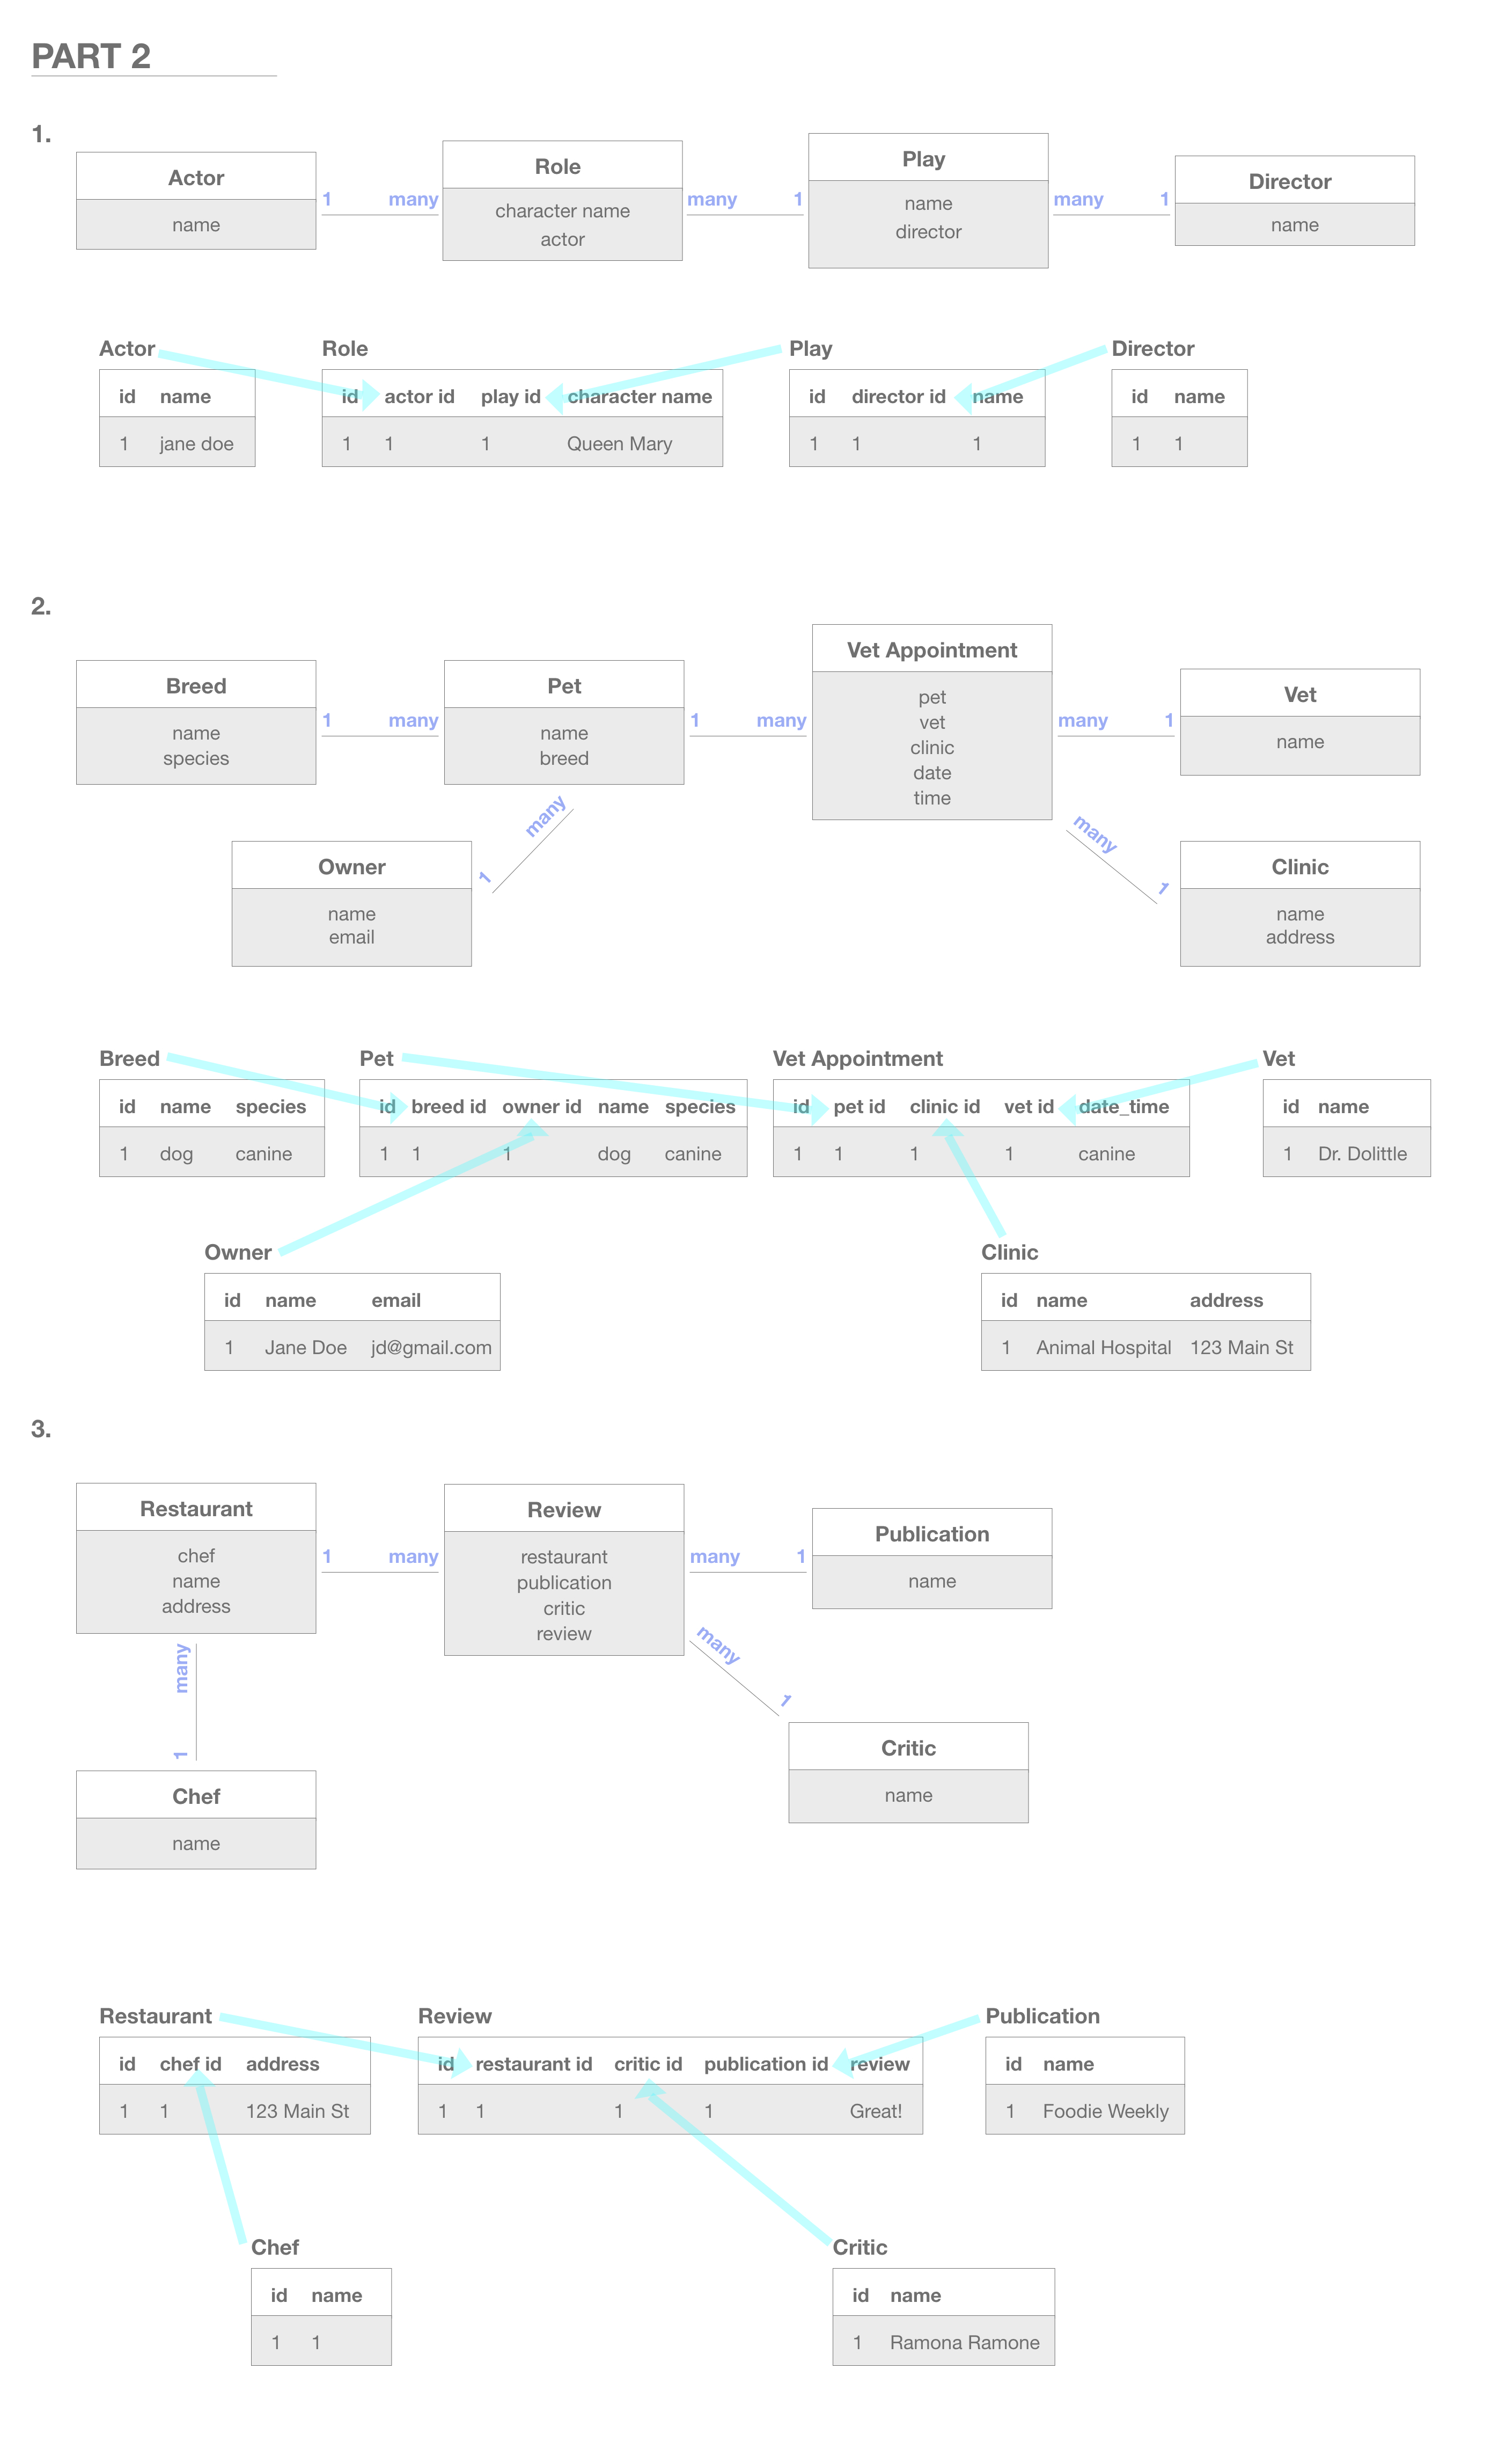 PART 2
1.
Actor
name
1 many
Role
character name
actor
many 1
Play
name
director
many 1
Director
name
Actor
id name
1 jane doe
Role
id actor id play id character name
1 1 1 Queen Mary
Play
id director id name
1 1 1
Director
id name
1 1
2.
Breed
name
species
1 many
Pet
name
breed
1 many
Vet Appointment
pet
vet
clinic
date
time
many 1
Vet
name
many
1
Owner
name
email
many
1
Clinic
name
address
Breed
id name species
1 dog canine
Pet
id breed id owner id name species
1 1 1 dog canine
Vet Appointment
id pet id clinic id vet id date_time
1 1 1 1 canine
Vet
id name
1 Dr. Dolittle
Owner
id name email
1 Jane Doe jd@gmail.com
Clinic
id name address
1 Animal Hospital 123 Main St
3.
Restaurant
chef
name
address
1 many
Review
restaurant
publication
critic
review
many 1
Publication
name
many
1
Chef
name
many
1
Critic
name
Restaurant
id chef id address
1 1 123 Main St
Review
id restaurant id critic id publication id review
1 1 1 1 Great!
Publication
id name
1 Foodie Weekly
Chef
id name
1 1
Critic
id name
1 Ramona Ramone